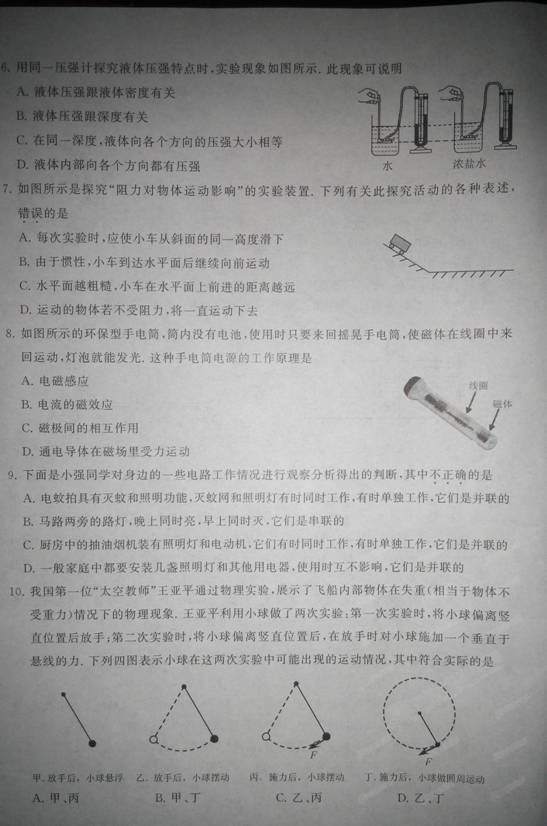 6. 用同一压强计探究液体压强特点时,实验现象如图所示. 此现象可说明
A. 液体压强跟液体密度有关
B. 液体压强跟深度有关
C. 在同一深度,液体向各个方向的压强大小相等
D. 液体内部向各个方向都有压强
水 浓盐水
7. 如图所示是探究“阻力对物体运动影响”的实验装置. 下列有关此探究活动的各种表述,
错误的是
A. 每次实验时,应使小车从斜面的同一高度滑下
B. 由于惯性,小车到达水平面后继续向前运动
C. 水平面越粗糙,小车在水平面上前进的距离越远
D. 运动的物体若不受阻力,将一直运动下去
8. 如图所示的环保型手电筒,筒内没有电池,使用时只要来回摇晃手电筒,使磁体在线圈中来
回运动,灯泡就能发光. 这种手电筒电源的工作原理是
A. 电磁感应
B. 电流的磁效应
C. 磁极间的相互作用
D. 通电导体在磁场里受力运动
线圈
磁体
9. 下面是小强同学对身边的一些电路工作情况进行观察分析得出的判断,其中不正确的是
A. 电蚊拍具有灭蚊和照明功能,灭蚊网和照明灯有时同时工作,有时单独工作,它们是并联的
B. 马路两旁的路灯,晚上同时亮,早上同时灭,它们是串联的
C. 厨房中的抽油烟机装有照明灯和电动机,它们有时同时工作,有时单独工作,它们是并联的
D. 一般家庭中都要安装几盏照明灯和其他用电器,使用时互不影响,它们是并联的
10. 我国第一位“太空教师”王亚平通过物理实验,展示了飞船内部物体在失重(相当于物体不
受重力)情况下的物理现象. 王亚平利用小球做了两次实验;第一次实验时,将小球偏离竖
直位置后放手;第二次实验时,将小球偏离竖直位置后,在放手时对小球施加一个垂直于
悬线的力. 下列四图表示小球在这两次实验中可能出现的运动情况,其中符合实际的是
F F
甲. 放手后，小球悬浮 乙. 放手后，小球摆动 丙. 施力后，小球摆动 丁. 施力后，小球做圆周运动
A. 甲、丙 B. 甲、丁 C. 乙、丙 D. 乙、丁